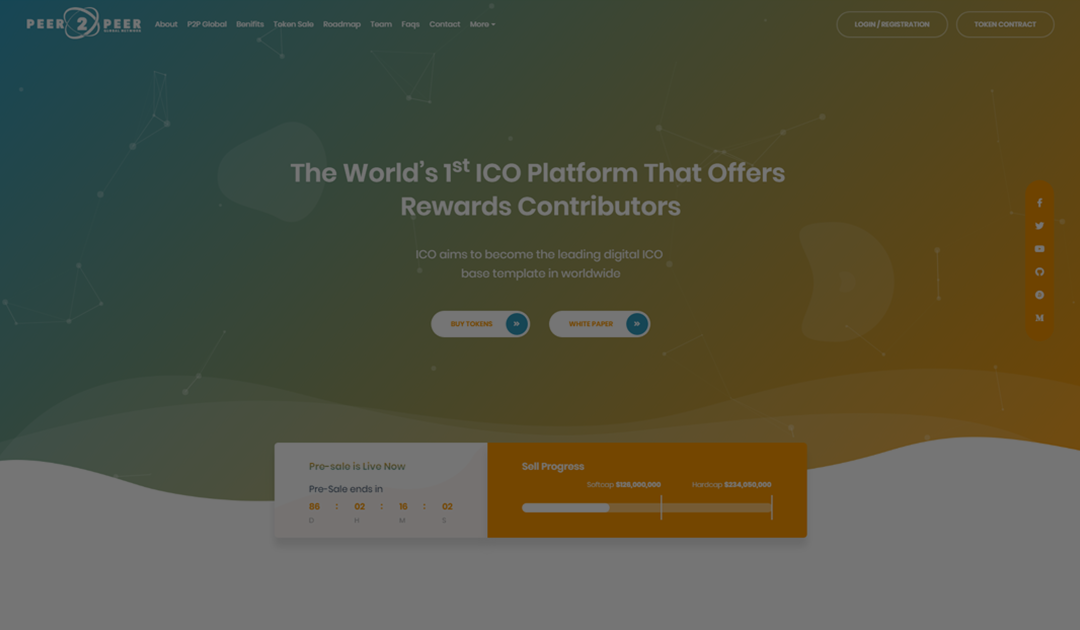 PEER 2 PEER
GLOBAL NETWORK
About P2P Global Benifits Token Sale Roadmap Team Faqs Contact More
LOGIN / REGISTRATION
TOKEN CONTRACT
The World's 1st ICO Platform That Offers
Rewards Contributors
ICO aims to become the leading digital ICO
base template in worldwide
BUY TOKENS
WHITE PAPER
Pre-sale is Live Now
Pre-Sale ends in
86 : 02 : 16 : 02
D H M S
Sell Progress
Softcap $125,000,000
Hardcap $224,050,000